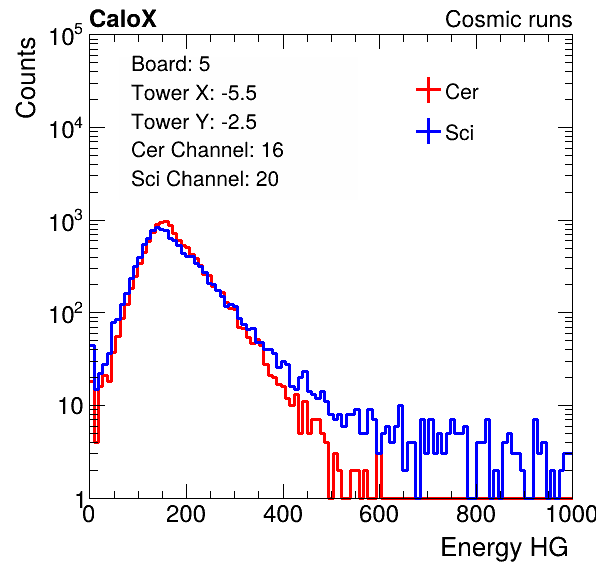 CaloX Cosmic runs
Counts
Board: 5
Tower X: -5.5
Tower Y: -2.5
Cer Channel: 16
Sci Channel: 20
Cer
Sci
10^5
10^4
10^3
10^2
10
1
0 200 400 600 800 1000
Energy HG